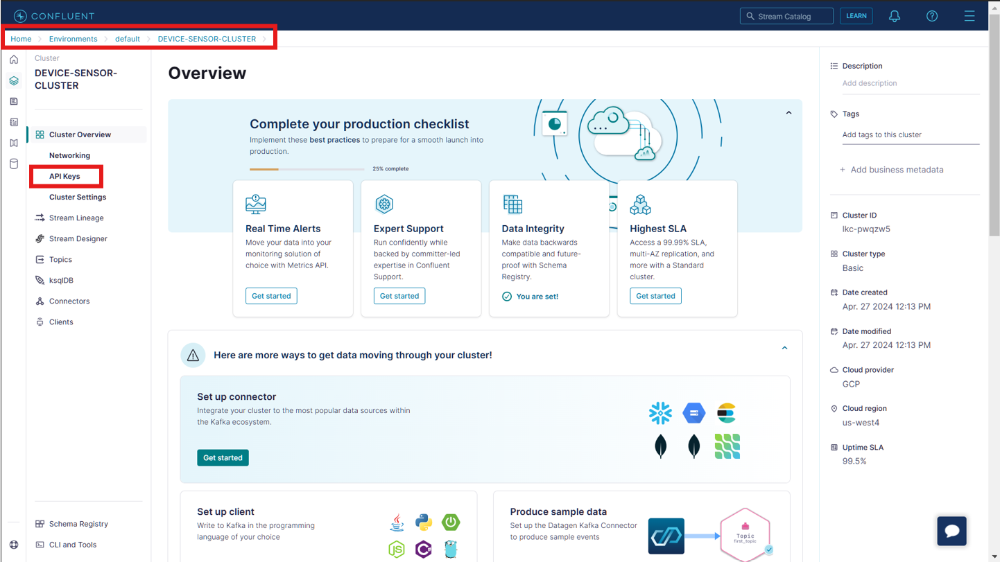 CONFLUENT
Stream Catalog
LEARN
Home > Environments > default > DEVICE-SENSOR-CLUSTER >
Cluster
DEVICE-SENSOR-
CLUSTER
Cluster Overview
Networking
API Keys
Cluster Settings
Stream Lineage
Stream Designer
Topics
ksqlDB
Connectors
Clients
Schema Registry
CLI and Tools
Overview
Complete your production checklist
Implement these best practices to prepare for a smooth launch into
production.
25% complete
Real Time Alerts
Move your data into your
monitoring solution of
choice with Metrics API.
Get started
Expert Support
Run confidently while
backed by committer-led
expertise in Confluent
Support.
Get started
Data Integrity
Make data backwards
compatible and future-
proof with Schema
Registry.
You are set!
Highest SLA
Access a 99.99% SLA,
multi-AZ replication, and
more with a Standard
cluster.
Get started
Here are more ways to get data moving through your cluster!
Set up connector
Integrate your cluster to the most popular data sources within
the Kafka ecosystem.
Get started
Set up client
Write to Kafka in the programming
language of your choice
JS
C#
Produce sample data
Set up the Datagen Kafka Connector
to produce sample events
Topic
first_topic
Description
Add description
Tags
Add tags to this cluster
+ Add business metadata
Cluster ID
lkc-pwqzw5
Cluster type
Basic
Date created
Apr. 27 2024 12:13 PM
Date modified
Apr. 27 2024 12:13 PM
Cloud provider
GCP
Cloud region
us-west4
Uptime SLA
99.5%